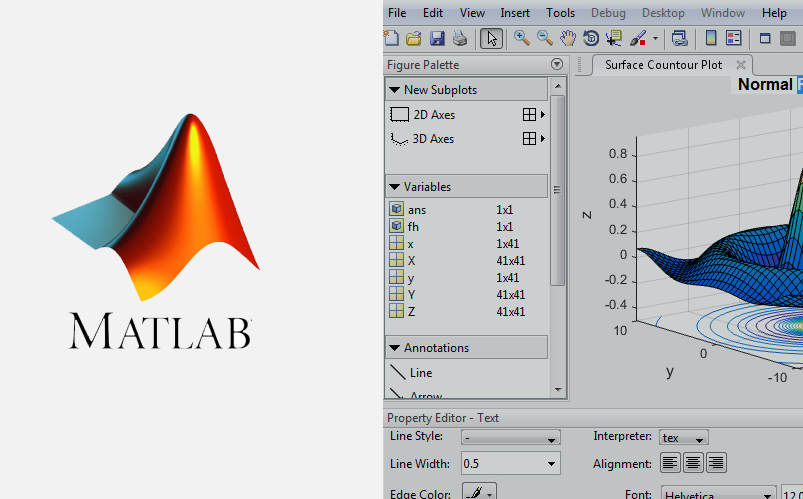 MATLAB
File Edit View Insert Tools Debug Desktop Window Help
Figure Palette
Surface Countour Plot
New Subplots
2D Axes
3D Axes
Variables
ans 1x1
fh 1x1
x 1x41
X 41x41
y 1x41
Y 41x41
Z 41x41
Annotations
Line
Arrow
Normal
0.8
0.6
0.4
0.2
0
-0.2
-0.4
z
10
0
-10
y
Property Editor - Text
Line Style: - Interpreter: tex
Line Width: 0.5 Alignment:
Edge Color: Font: Helvetica 12.0